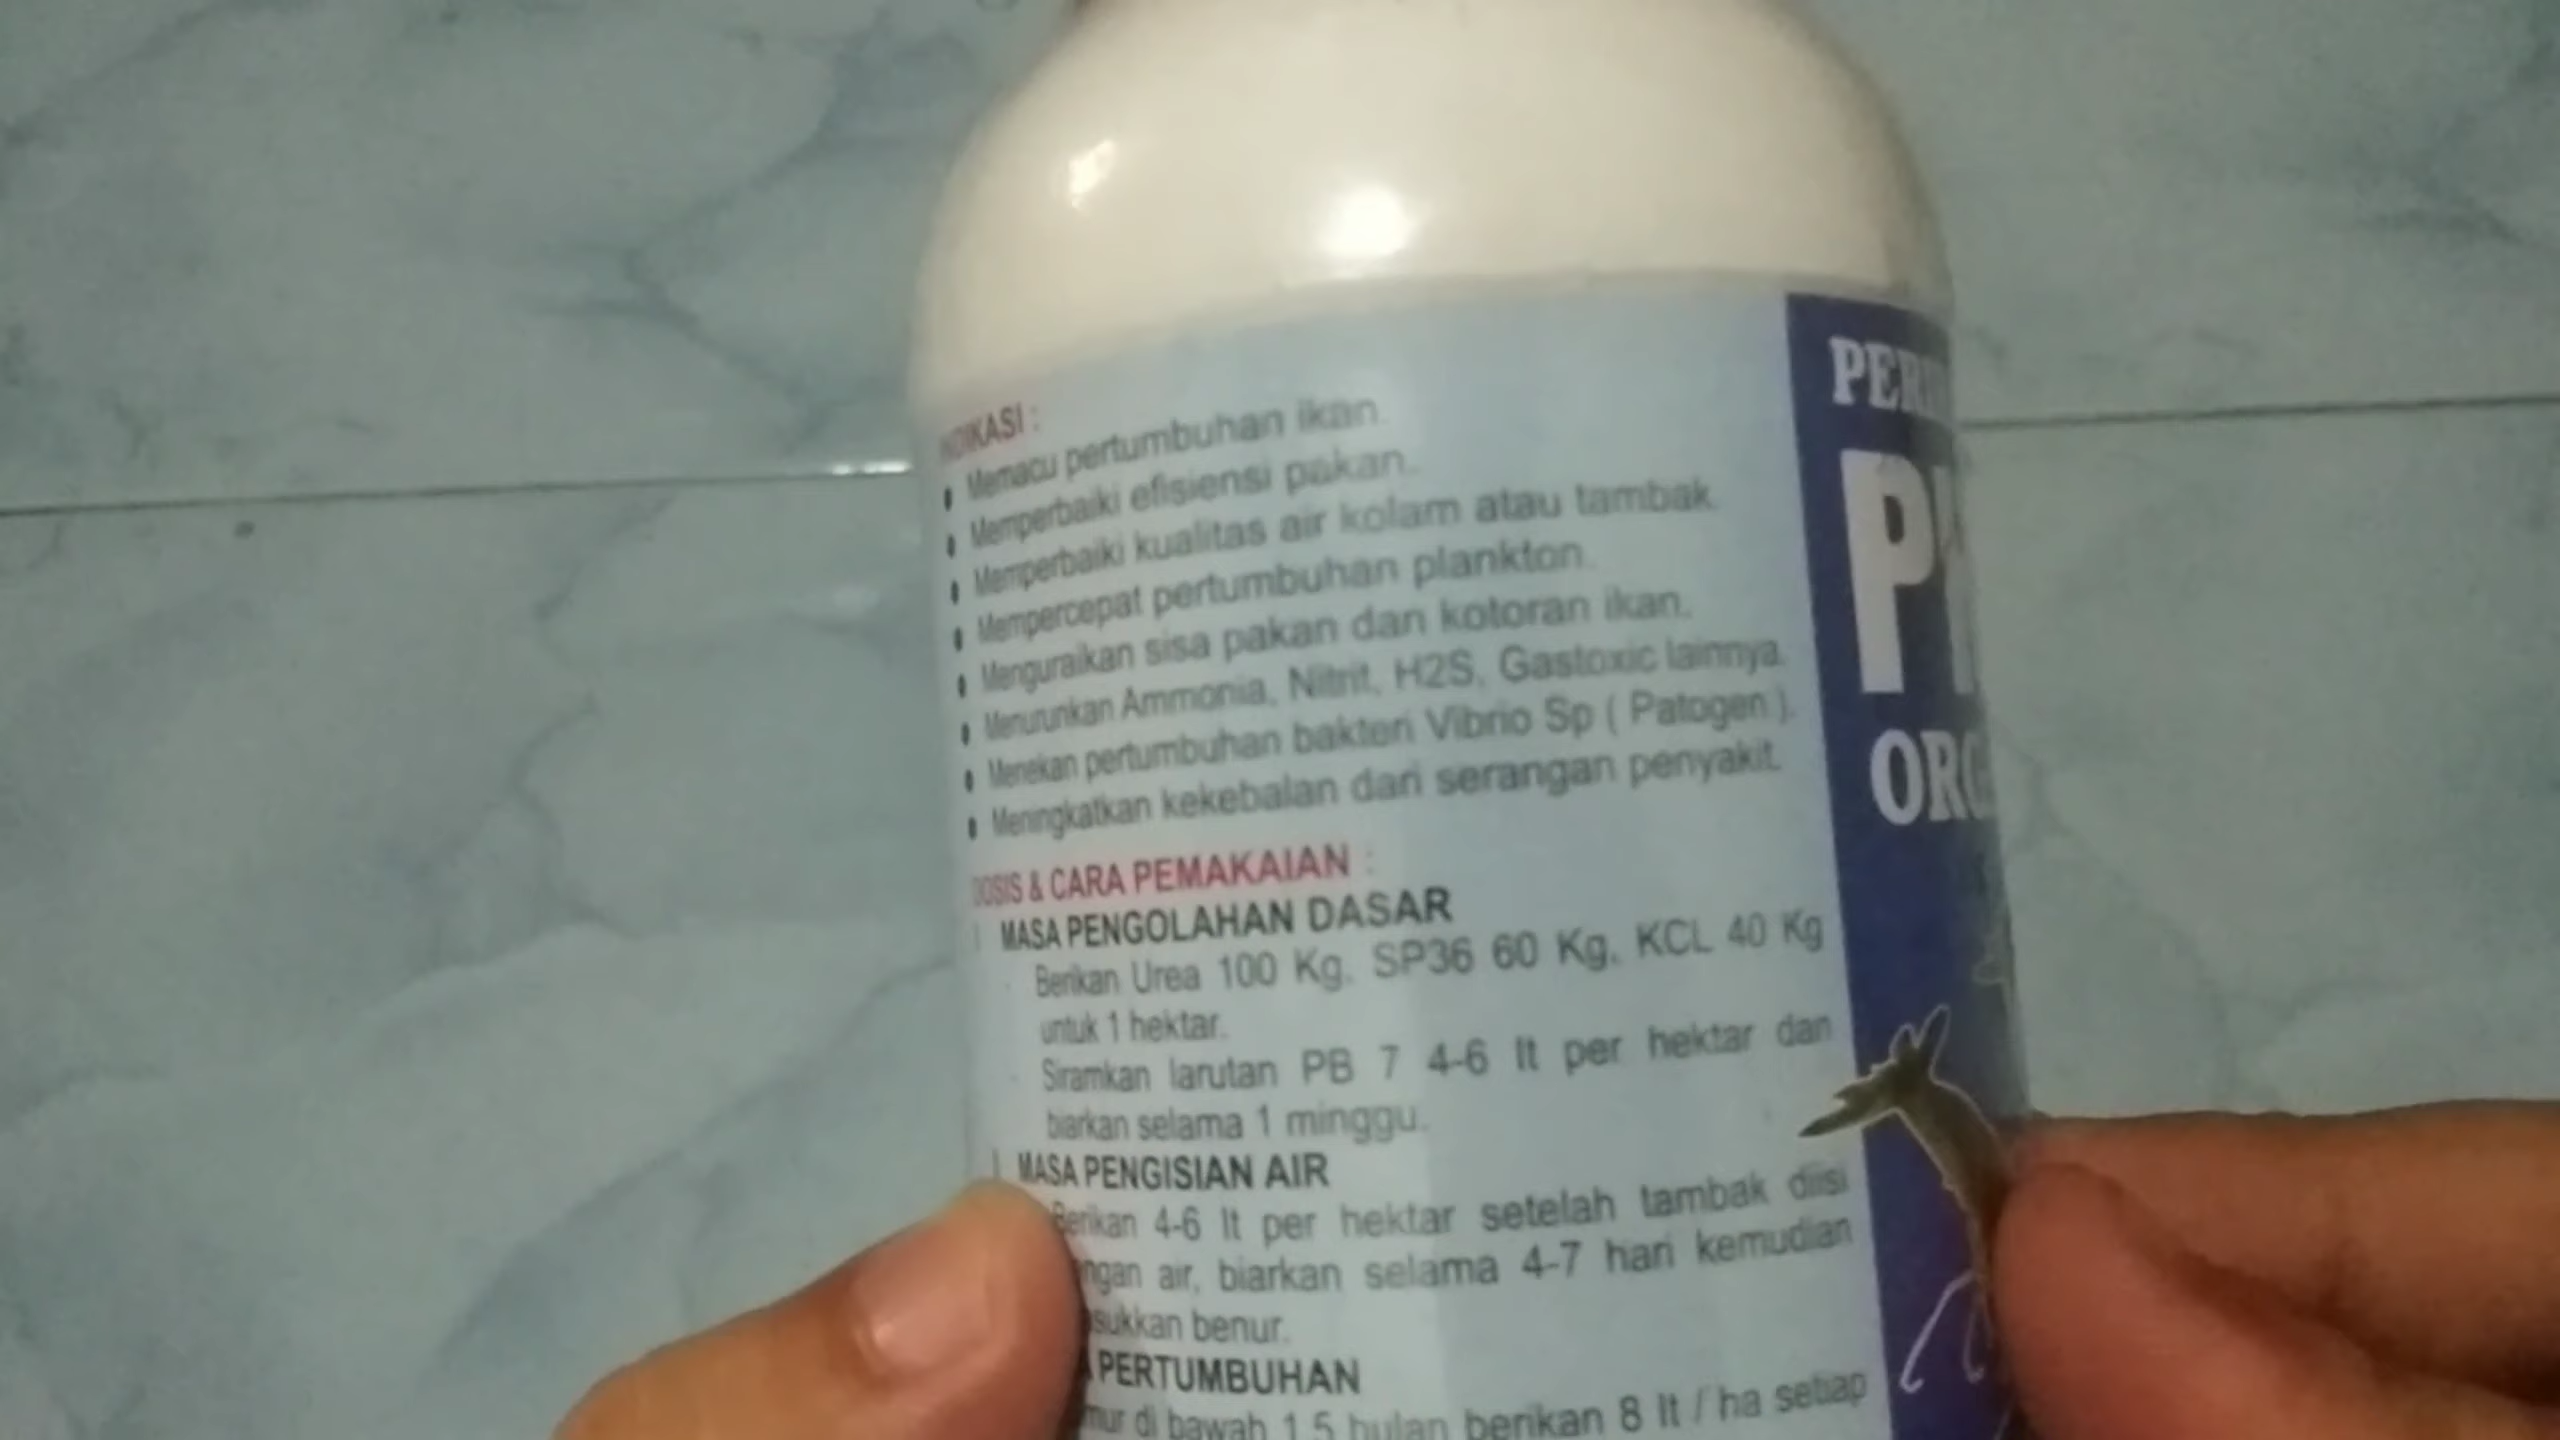 INDIKASI :
Memacu pertumbuhan ikan.
Memperbaiki efisiensi pakan.
Memperbaiki kualitas air kolam atau tambak.
Mempercepat pertumbuhan plankton.
Menguraikan sisa pakan dan kotoran ikan.
Menurunkan Ammonia, Nitrit, H2S, Gastoxic lainnya.
Menekan pertumbuhan bakteri Vibrio Sp ( Patogen ).
Meningkatkan kekebalan dari serangan penyakit.
DOSIS & CARA PEMAKAIAN :
I MASA PENGOLAHAN DASAR
- Berikan Urea 100 Kg, SP36 60 Kg, KCL 40 Kg
untuk 1 hektar.
- Siramkan larutan PB 7 4-6 lt per hektar dan
biarkan selama 1 minggu.
MASA PENGISIAN AIR
Berikan 4-6 lt per hektar setelah tambak diisi
ngan air, biarkan selama 4-7 hari kemudian
sukkan benur.
PERTUMBUHAN
mur di bawah 1,5 bulan berikan 8 lt / ha setiap
PER
P
ORG